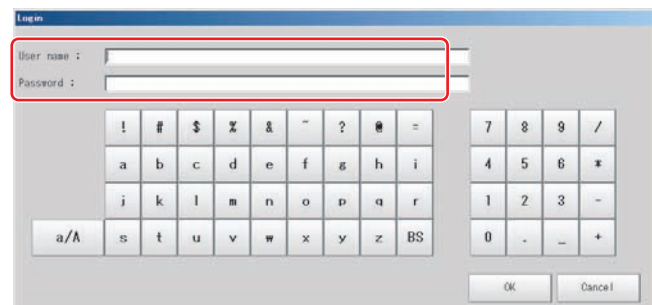 Login
User name :
Password :
! # $ % & ~ ? @ = 7 8 9 /
a b c d e f g h i 4 5 6 *
j k l m n o p q r 1 2 3 -
a/A s t u v w x y z BS 0 . _ +
OK Cancel